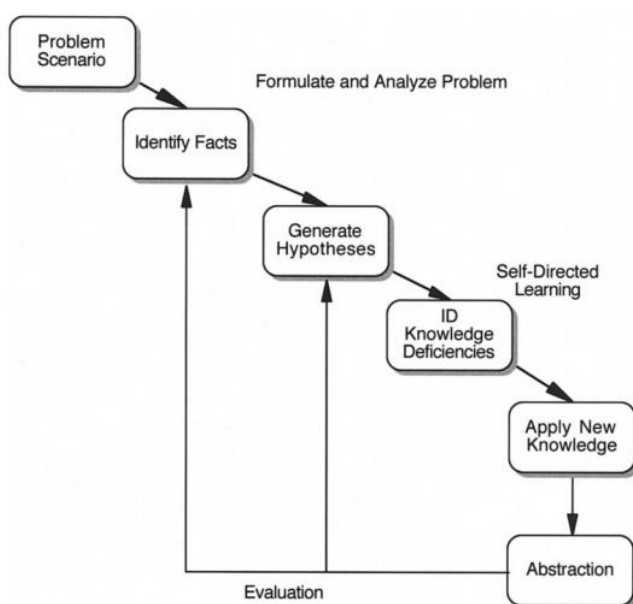 Problem
Scenario
Formulate and Analyze Problem
Identify Facts
Generate
Hypotheses
Self-Directed
Learning
ID
Knowledge
Deficiencies
Apply New
Knowledge
Abstraction
Evaluation